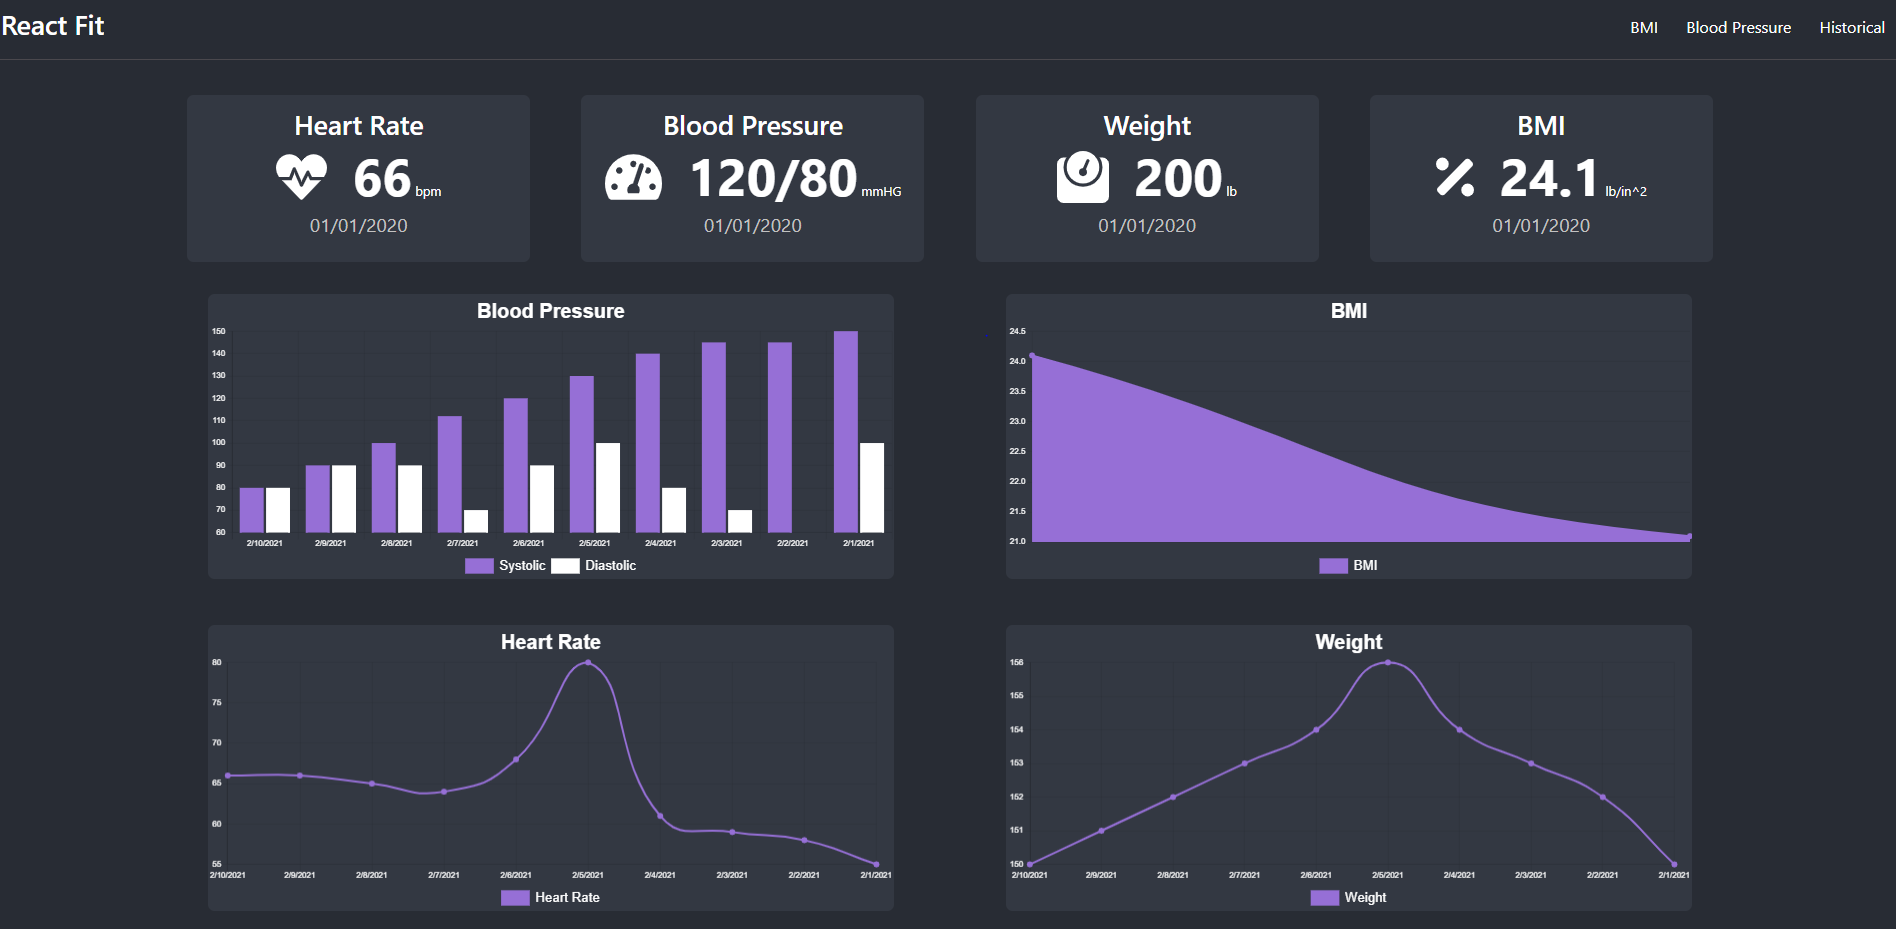 React Fit
BMI Blood Pressure Historical
Heart Rate
66 bpm
01/01/2020
Blood Pressure
120/80 mmHG
01/01/2020
Weight
200 lb
01/01/2020
BMI
24.1 lb/in^2
01/01/2020
Blood Pressure
150
140
130
120
110
100
90
80
70
60
2/10/2021 2/9/2021 2/8/2021 2/7/2021 2/6/2021 2/5/2021 2/4/2021 2/3/2021 2/2/2021 2/1/2021
Systolic Diastolic
BMI
24.5
24.0
23.5
23.0
22.5
22.0
21.5
21.0
BMI
Heart Rate
80
75
70
65
60
55
2/10/2021 2/9/2021 2/8/2021 2/7/2021 2/6/2021 2/5/2021 2/4/2021 2/3/2021 2/2/2021 2/1/2021
Heart Rate
Weight
156
155
154
153
152
151
150
2/10/2021 2/9/2021 2/8/2021 2/7/2021 2/6/2021 2/5/2021 2/4/2021 2/3/2021 2/2/2021 2/1/2021
Weight